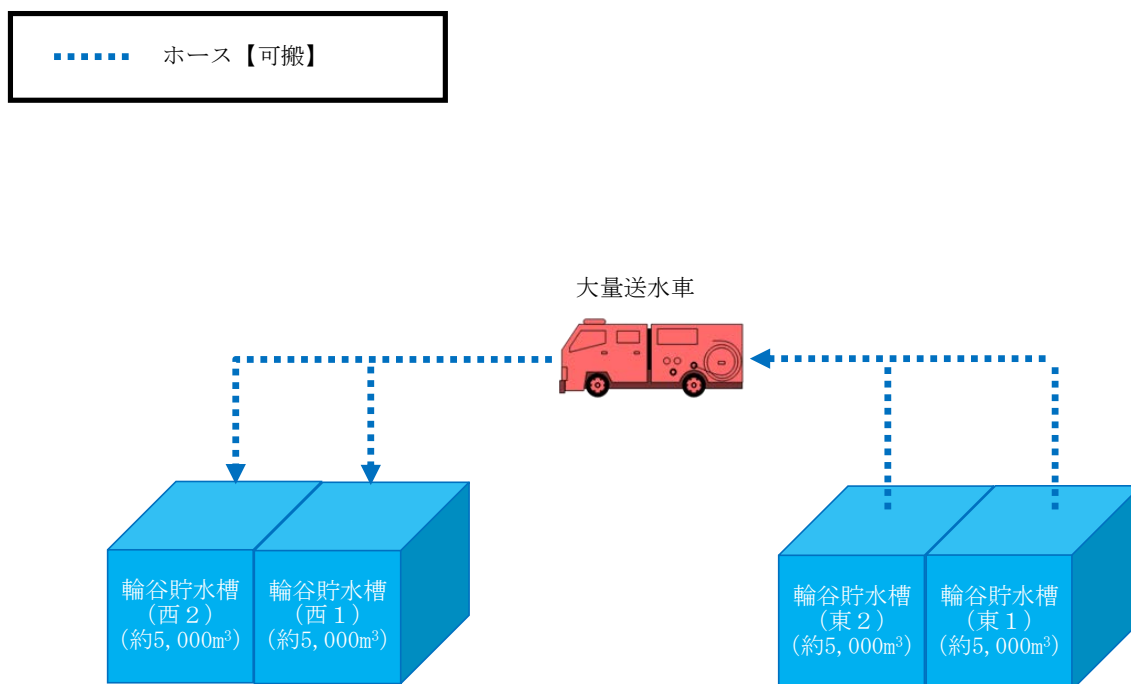 ホース【可搬】
大量送水車
輪谷貯水槽
(西２)
(約5,000m³)
輪谷貯水槽
(西１)
(約5,000m³)
輪谷貯水槽
(東２)
(約5,000m³)
輪谷貯水槽
(東１)
(約5,000m³)